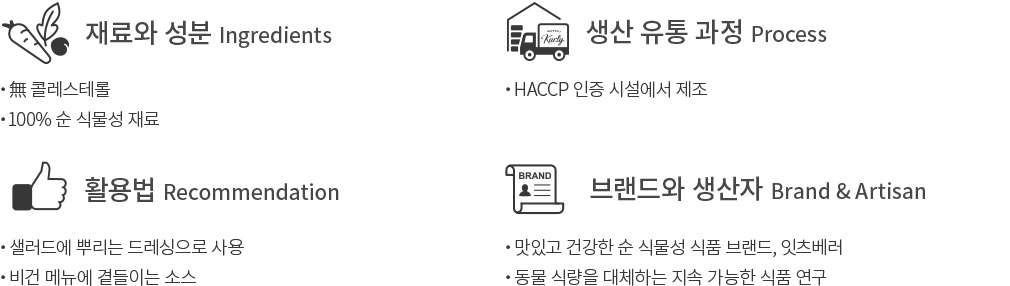 재료와 성분 Ingredients
• 無 콜레스테롤
• 100% 순 식물성 재료
생산 유통 과정 Process
Kurly
• HACCP 인증 시설에서 제조
활용법 Recommendation
• 샐러드에 뿌리는 드레싱으로 사용
• 비건 메뉴에 곁들이는 소스
BRAND
브랜드와 생산자 Brand & Artisan
• 맛있고 건강한 순 식물성 식품 브랜드, 잇츠베러
• 동물 식량을 대체하는 지속 가능한 식품 연구